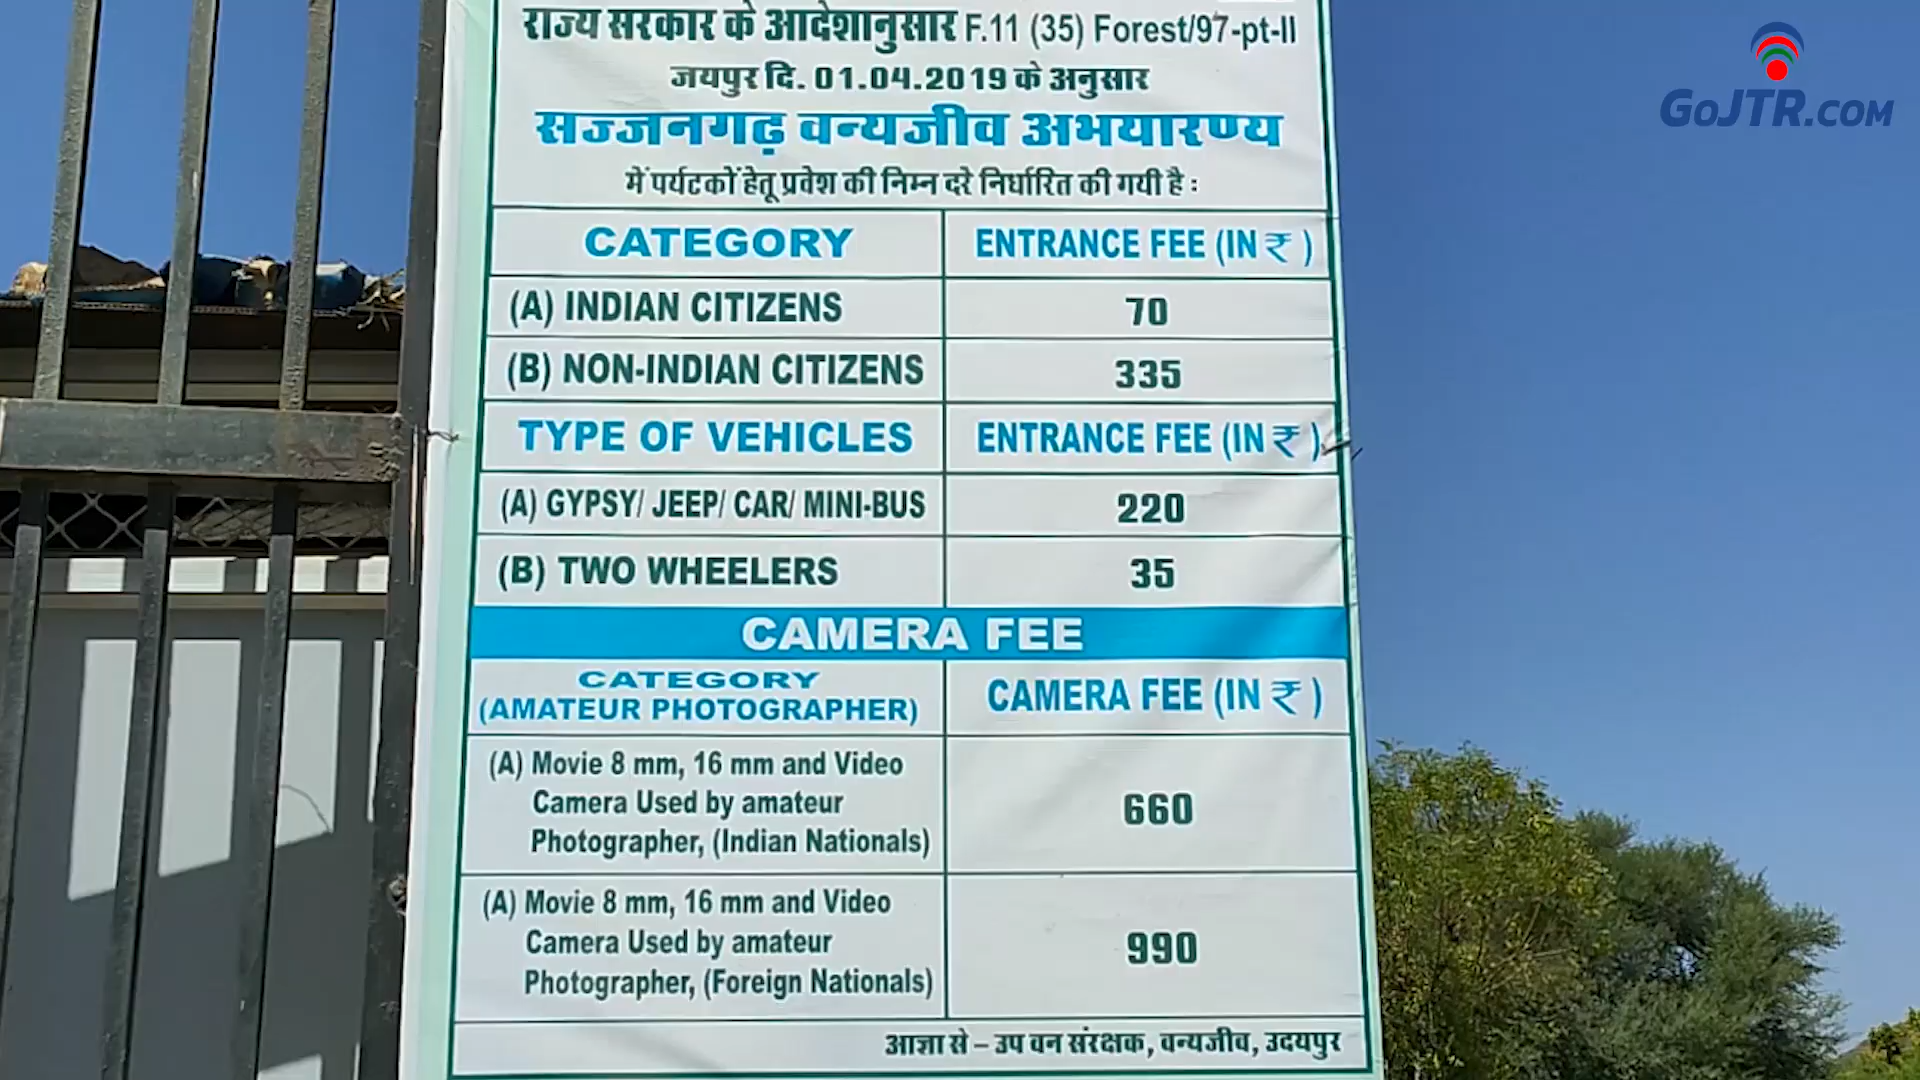 राज्य सरकार के आदेशानुसार F.11 (35) Forest/97-pt-II
जयपुर दि. 01.04.2019 के अनुसार
सज्जनगढ़ वन्यजीव अभयारण्य
में पर्यटकों हेतू प्रवेश की निम्न दरे निर्धारित की गयी है :
CATEGORY ENTRANCE FEE (IN ₹ )
(A) INDIAN CITIZENS 70
(B) NON-INDIAN CITIZENS 335
TYPE OF VEHICLES ENTRANCE FEE (IN ₹ )
(A) GYPSY/ JEEP/ CAR/ MINI-BUS 220
(B) TWO WHEELERS 35
CAMERA FEE
CATEGORY
(AMATEUR PHOTOGRAPHER) CAMERA FEE (IN ₹ )
(A) Movie 8 mm, 16 mm and Video
Camera Used by amateur
Photographer, (Indian Nationals)
660
(A) Movie 8 mm, 16 mm and Video
Camera Used by amateur
Photographer, (Foreign Nationals)
990
आज्ञा से – उप वन संरक्षक, वन्यजीव, उदयपुर
GoJTR.COM